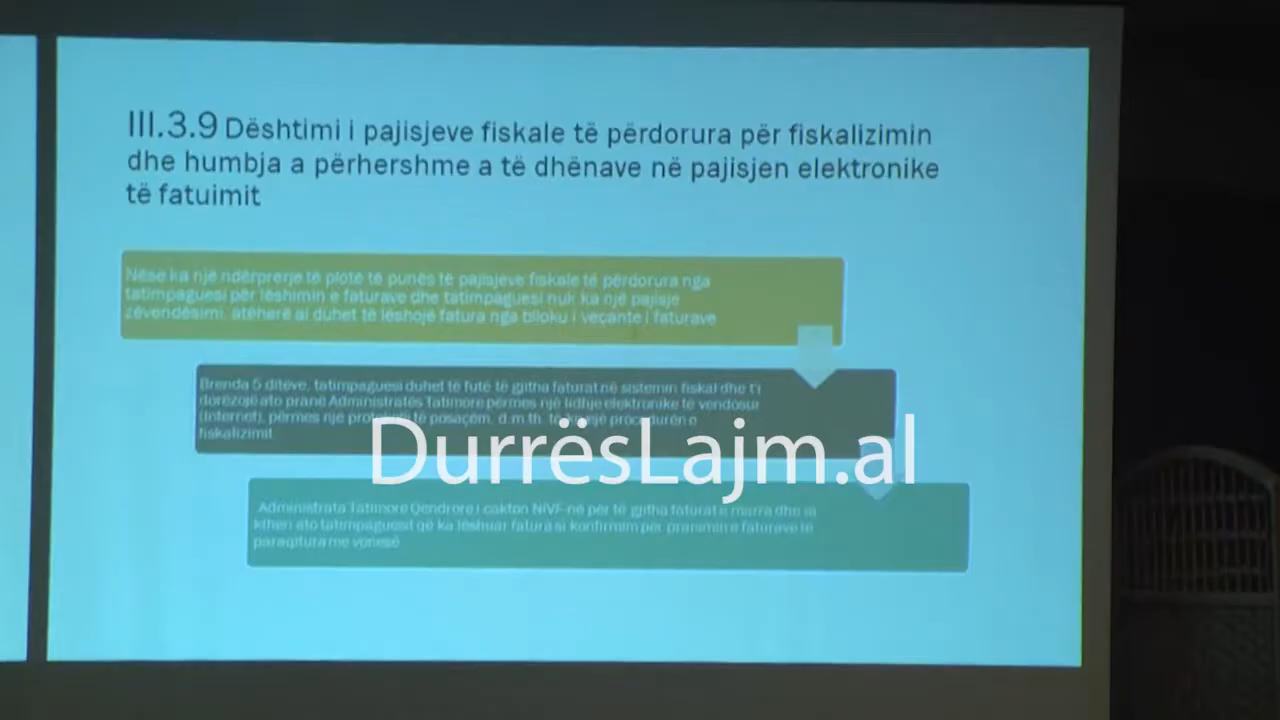 III.3.9 Dështimi i pajisjeve fiskale të përdorura për fiskalizimin
dhe humbja a përhershme a të dhënave në pajisjen elektronike
të fatuimit
Nëse ka një ndërprerje të plotë të punës të pajisjeve fiskale të përdorura nga
tatimpaguesi për lëshimin e faturave dhe tatimpaguesi nuk ka një pajisje
zëvendësimi, atëherë ai duhet të lëshojë fatura nga blloku i veçantë i faturave
Brenda 5 ditëve, tatimpaguesi duhet të futë të gjitha faturat në sistemin fiskal dhe t'i
dorëzojë ato pranë Administratës Tatimore përmes një lidhje elektronike të vendosur
(Internet), përmes një të posaçëm, d.m.th. procedurën e
fiskalizimit
DurrësLajm.al
Administrata Tatimore Qendrore i cakton NIVF-në për të gjitha faturat e marra dhe ia
kthen ato tatimpaguesit që ka lëshuar fatura si konfirmim për pranimin e faturave të
paraqitura me vonesë